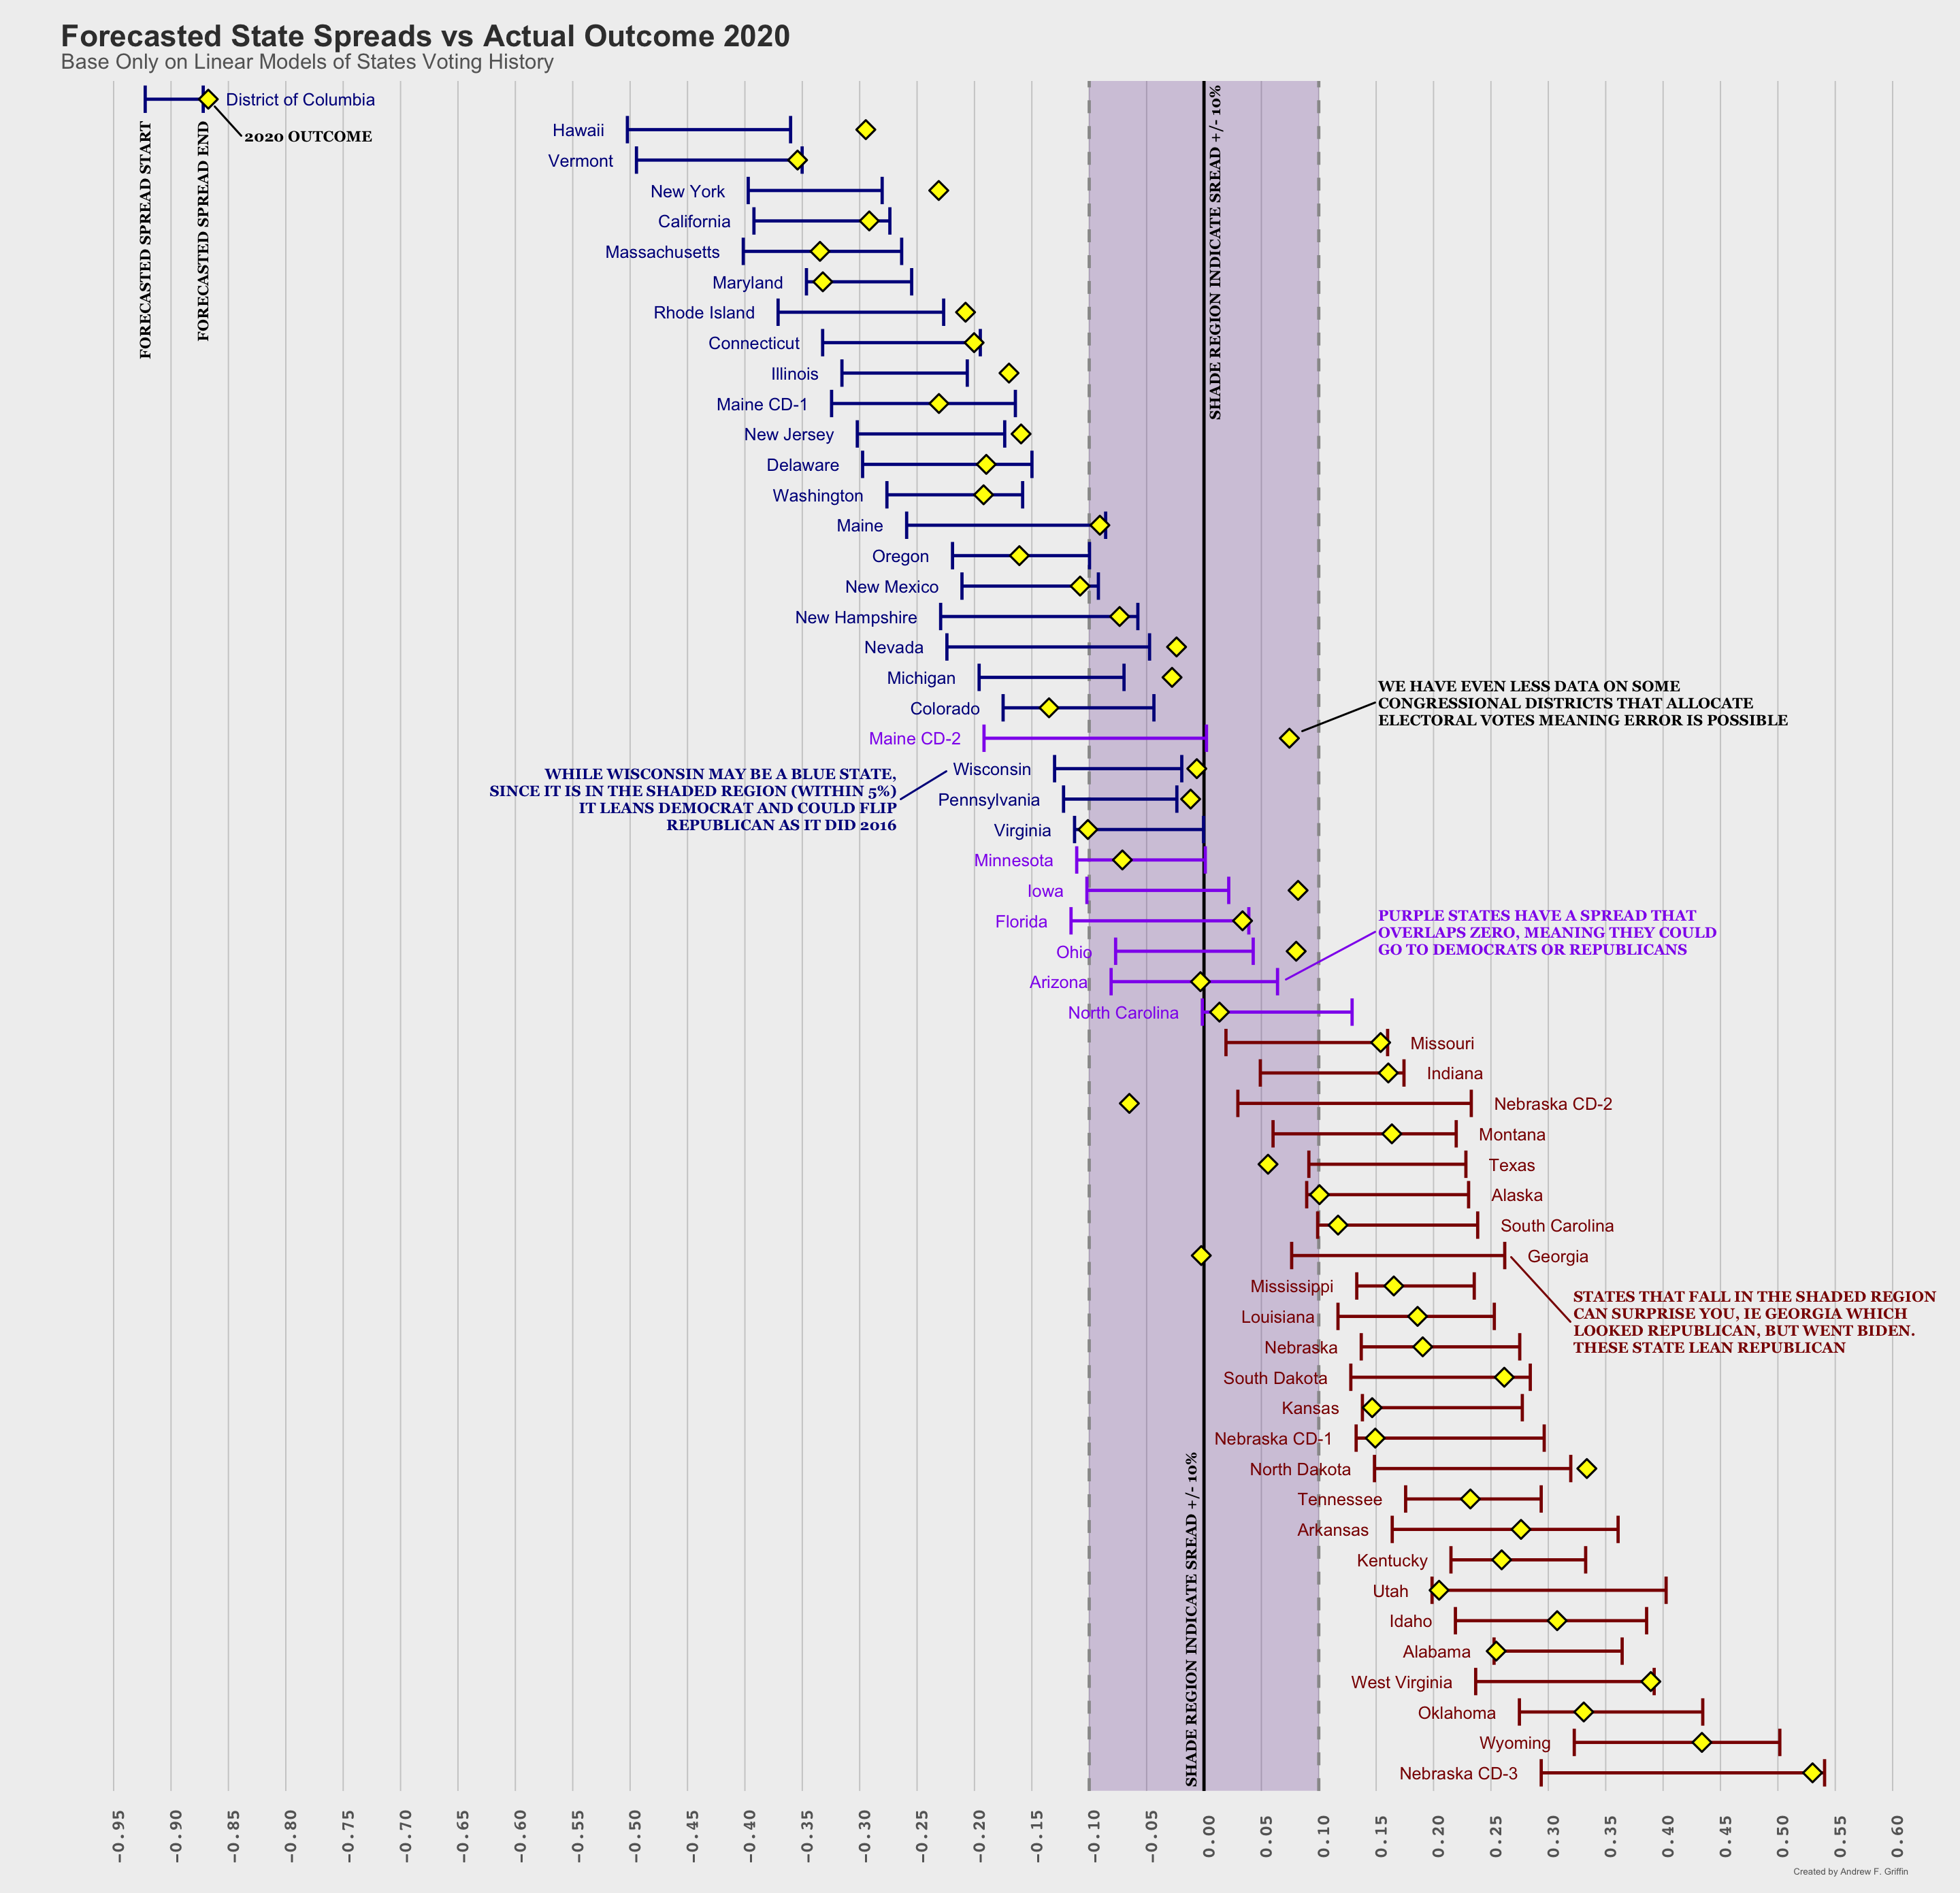 Forecasted State Spreads vs Actual Outcome 2020
Base Only on Linear Models of States Voting History
District of Columbia
2020 OUTCOME
FORECASTED SPREAD START
FORECASTED SPREAD END
SHADE REGION INDICATE SREAD +/- 10%
Hawaii
Vermont
New York
California
Massachusetts
Maryland
Rhode Island
Connecticut
Illinois
Maine CD-1
New Jersey
Delaware
Washington
Maine
Oregon
New Mexico
New Hampshire
Nevada
Michigan
Colorado
WE HAVE EVEN LESS DATA ON SOME
CONGRESSIONAL DISTRICTS THAT ALLOCATE
ELECTORAL VOTES MEANING ERROR IS POSSIBLE
Maine CD-2
Wisconsin
WHILE WISCONSIN MAY BE A BLUE STATE,
SINCE IT IS IN THE SHADED REGION (WITHIN 5%)
IT LEANS DEMOCRAT AND COULD FLIP
REPUBLICAN AS IT DID 2016
Pennsylvania
Virginia
Minnesota
Iowa
Florida
PURPLE STATES HAVE A SPREAD THAT
OVERLAPS ZERO, MEANING THEY COULD
GO TO DEMOCRATS OR REPUBLICANS
Ohio
Arizona
North Carolina
Missouri
Indiana
Nebraska CD-2
Montana
Texas
Alaska
South Carolina
Georgia
STATES THAT FALL IN THE SHADED REGION
CAN SURPRISE YOU, IE GEORGIA WHICH
LOOKED REPUBLICAN, BUT WENT BIDEN.
THESE STATE LEAN REPUBLICAN
Mississippi
Louisiana
Nebraska
South Dakota
Kansas
Nebraska CD-1
North Dakota
Tennessee
Arkansas
Kentucky
Utah
Idaho
Alabama
West Virginia
Oklahoma
Wyoming
Nebraska CD-3
SHADE REGION INDICATE SREAD +/- 10%
-0.95
-0.90
-0.85
-0.80
-0.75
-0.70
-0.65
-0.60
-0.55
-0.50
-0.45
-0.40
-0.35
-0.30
-0.25
-0.20
-0.15
-0.10
-0.05
0.00
0.05
0.10
0.15
0.20
0.25
0.30
0.35
0.40
0.45
0.50
0.55
0.60
Created by Andrew F. Griffin